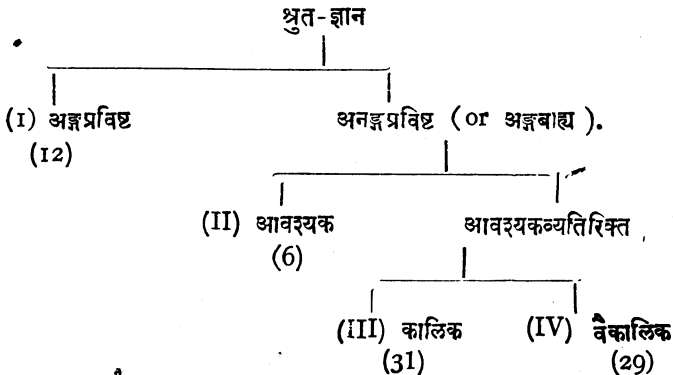 श्रुत-ज्ञान
(I) अङ्गप्रविष्ट अनङ्गप्रविष्ट (or अङ्गबाह्य ).
(12)
(II) आवश्यक आवश्यकव्यतिरिक्त
(6)
(III) कालिक (IV) वैकालिक
(31) (29)